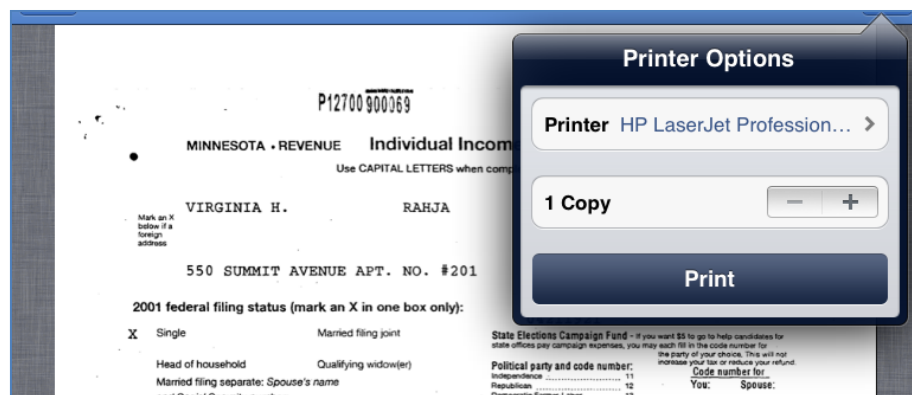 Printer Options
Printer HP LaserJet Profession...
1 Copy
Print
P12700 900069
MINNESOTA • REVENUE Individual Incom
Use CAPITAL LETTERS when comp
VIRGINIA H. RAHJA
Mark an X
below if a
foreign
address
550 SUMMIT AVENUE APT. NO. #201
2001 federal filing status (mark an X in one box only):
X Single Married filing joint
Head of household Qualifying widow(er)
Married filing separate: Spouse's name
State Elections Campaign Fund - If you want $5 to go to help candidates for
state offices pay campaign expenses, you may each fill in the code number for
the party of your choice. This will not
increase your tax or reduce your refund.
Political party and code number:
Code number for
Independence 11
You: Spouse:
Republican 12